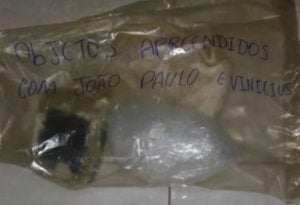 OBJETOS APREENDIDOS
COM JOÃO PAULO E VINICIUS